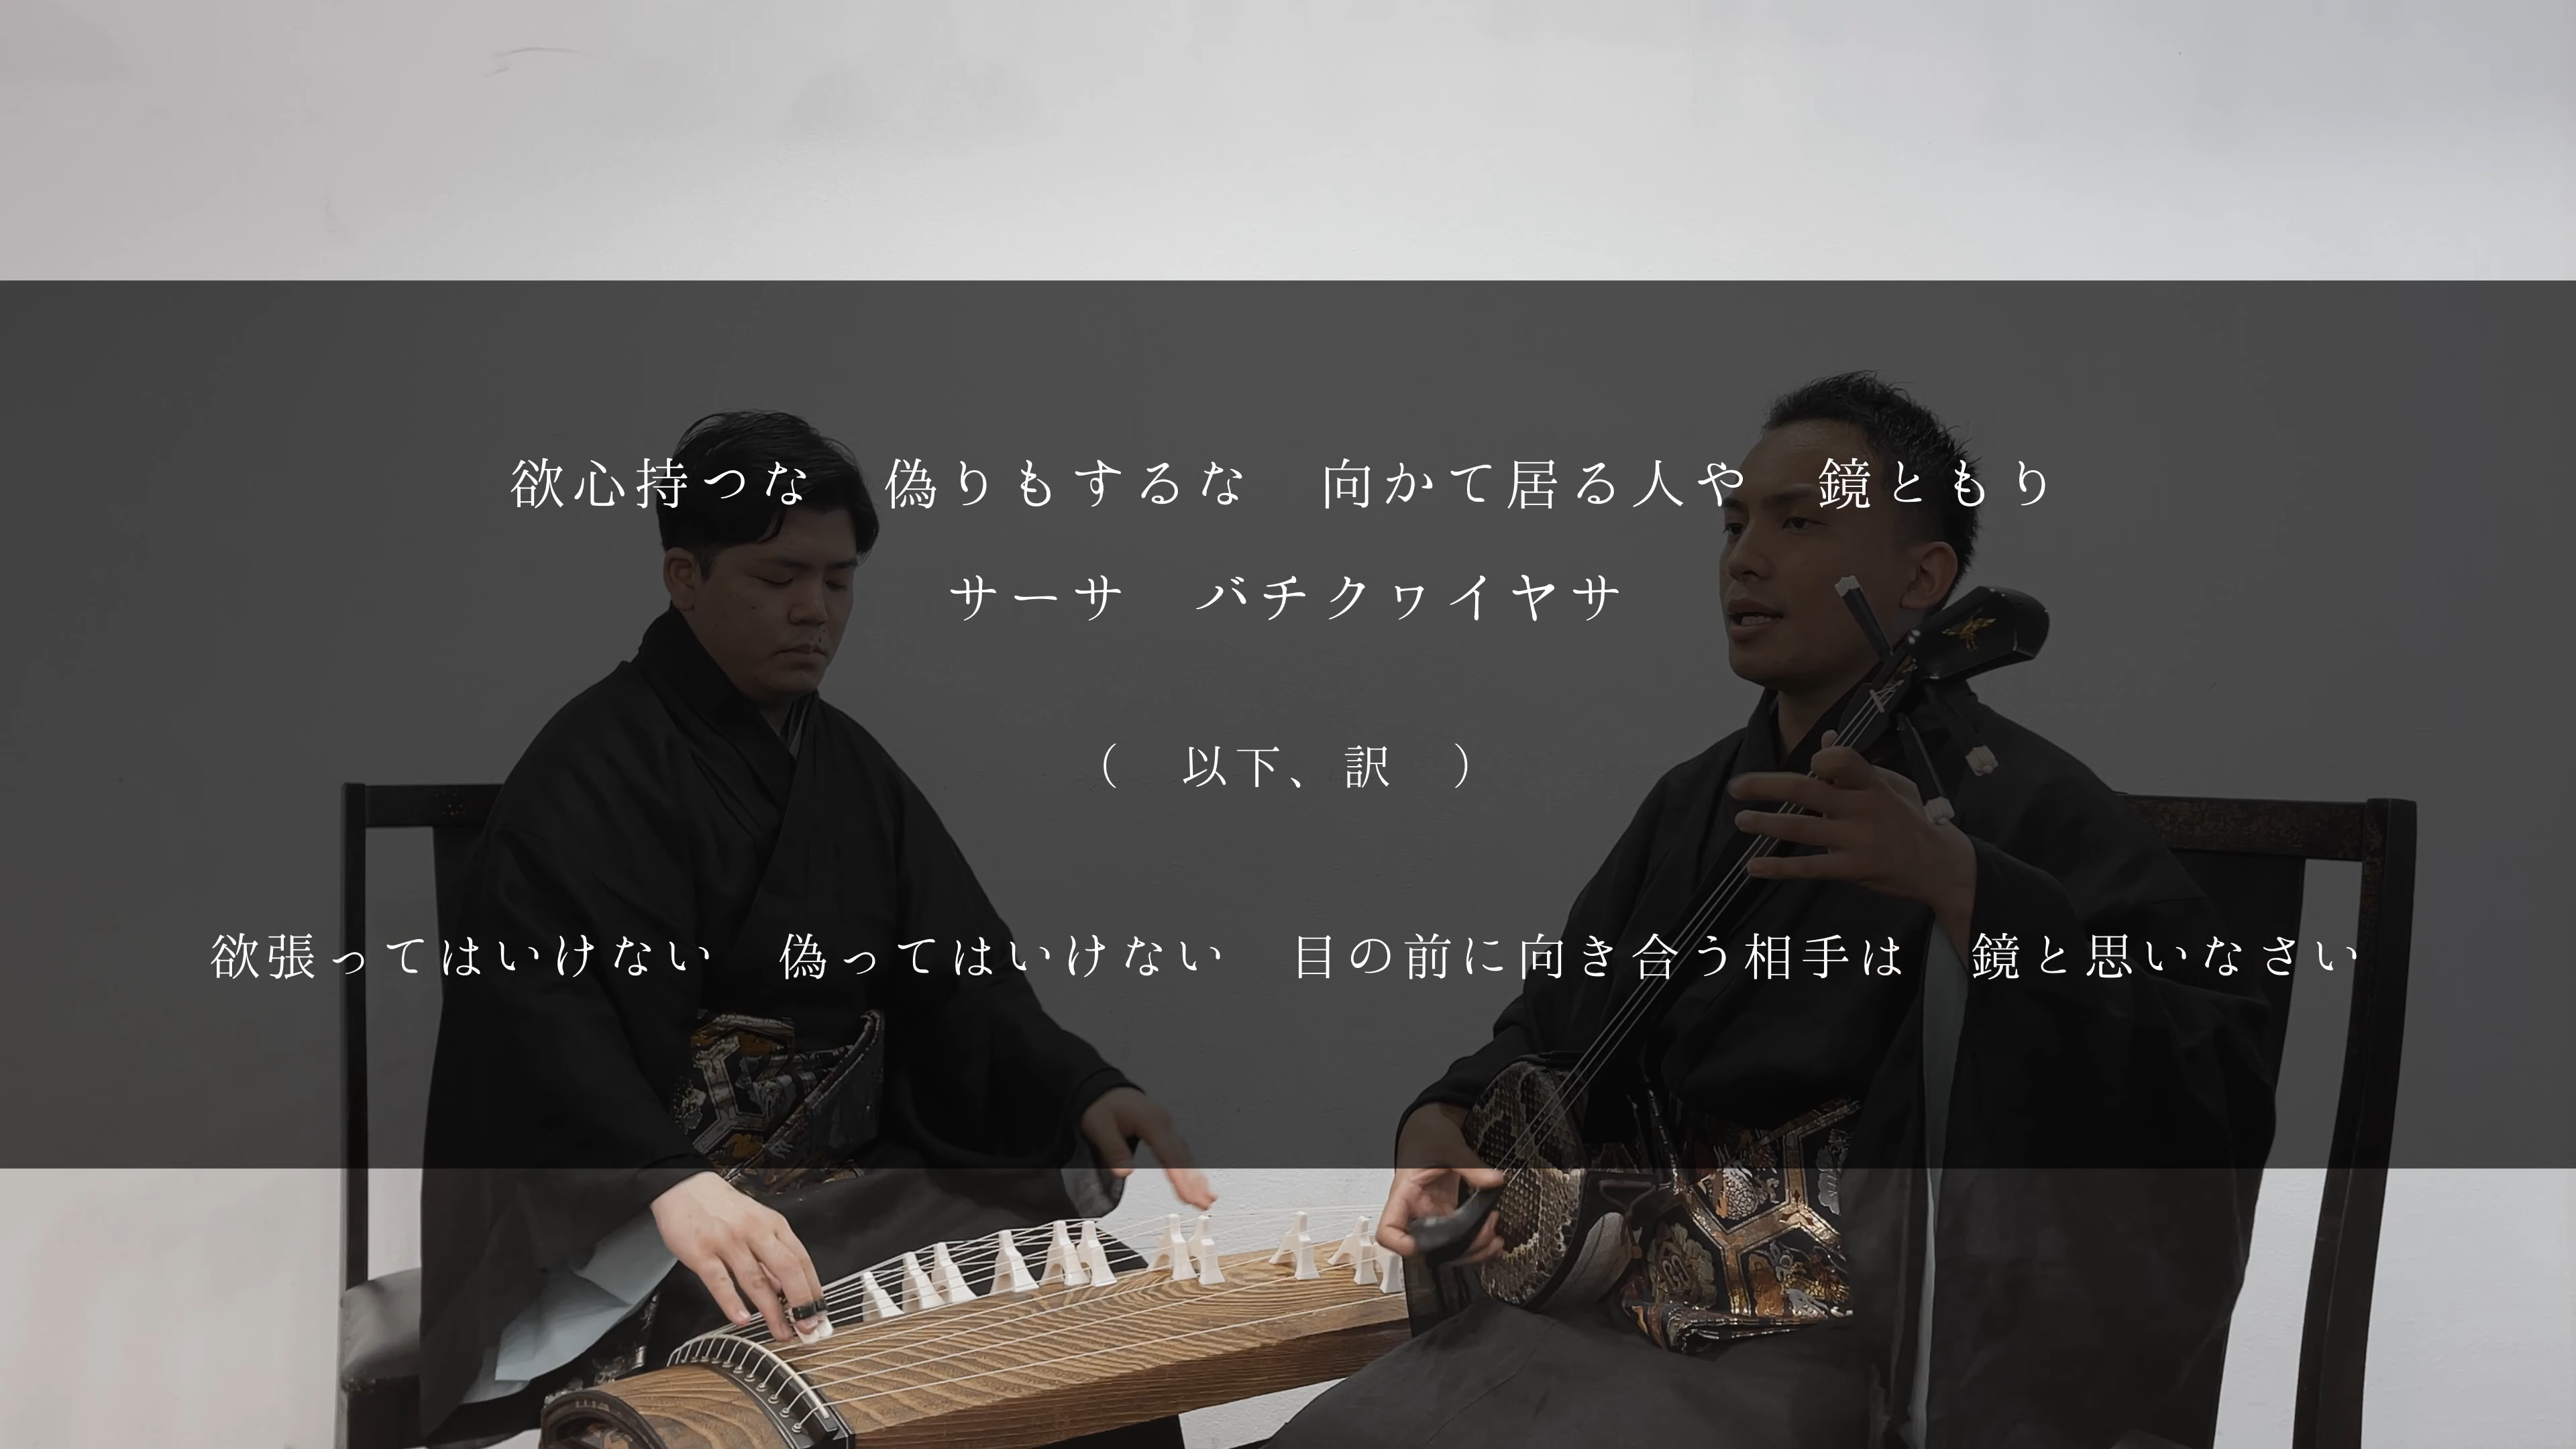 欲心持つな　偽りもするな　向かて居る人や　鏡ともり
サーサ　バチクヮイヤサ
（　以下、訳　）
欲張ってはいけない　偽ってはいけない　目の前に向き合う相手は　鏡と思いなさい